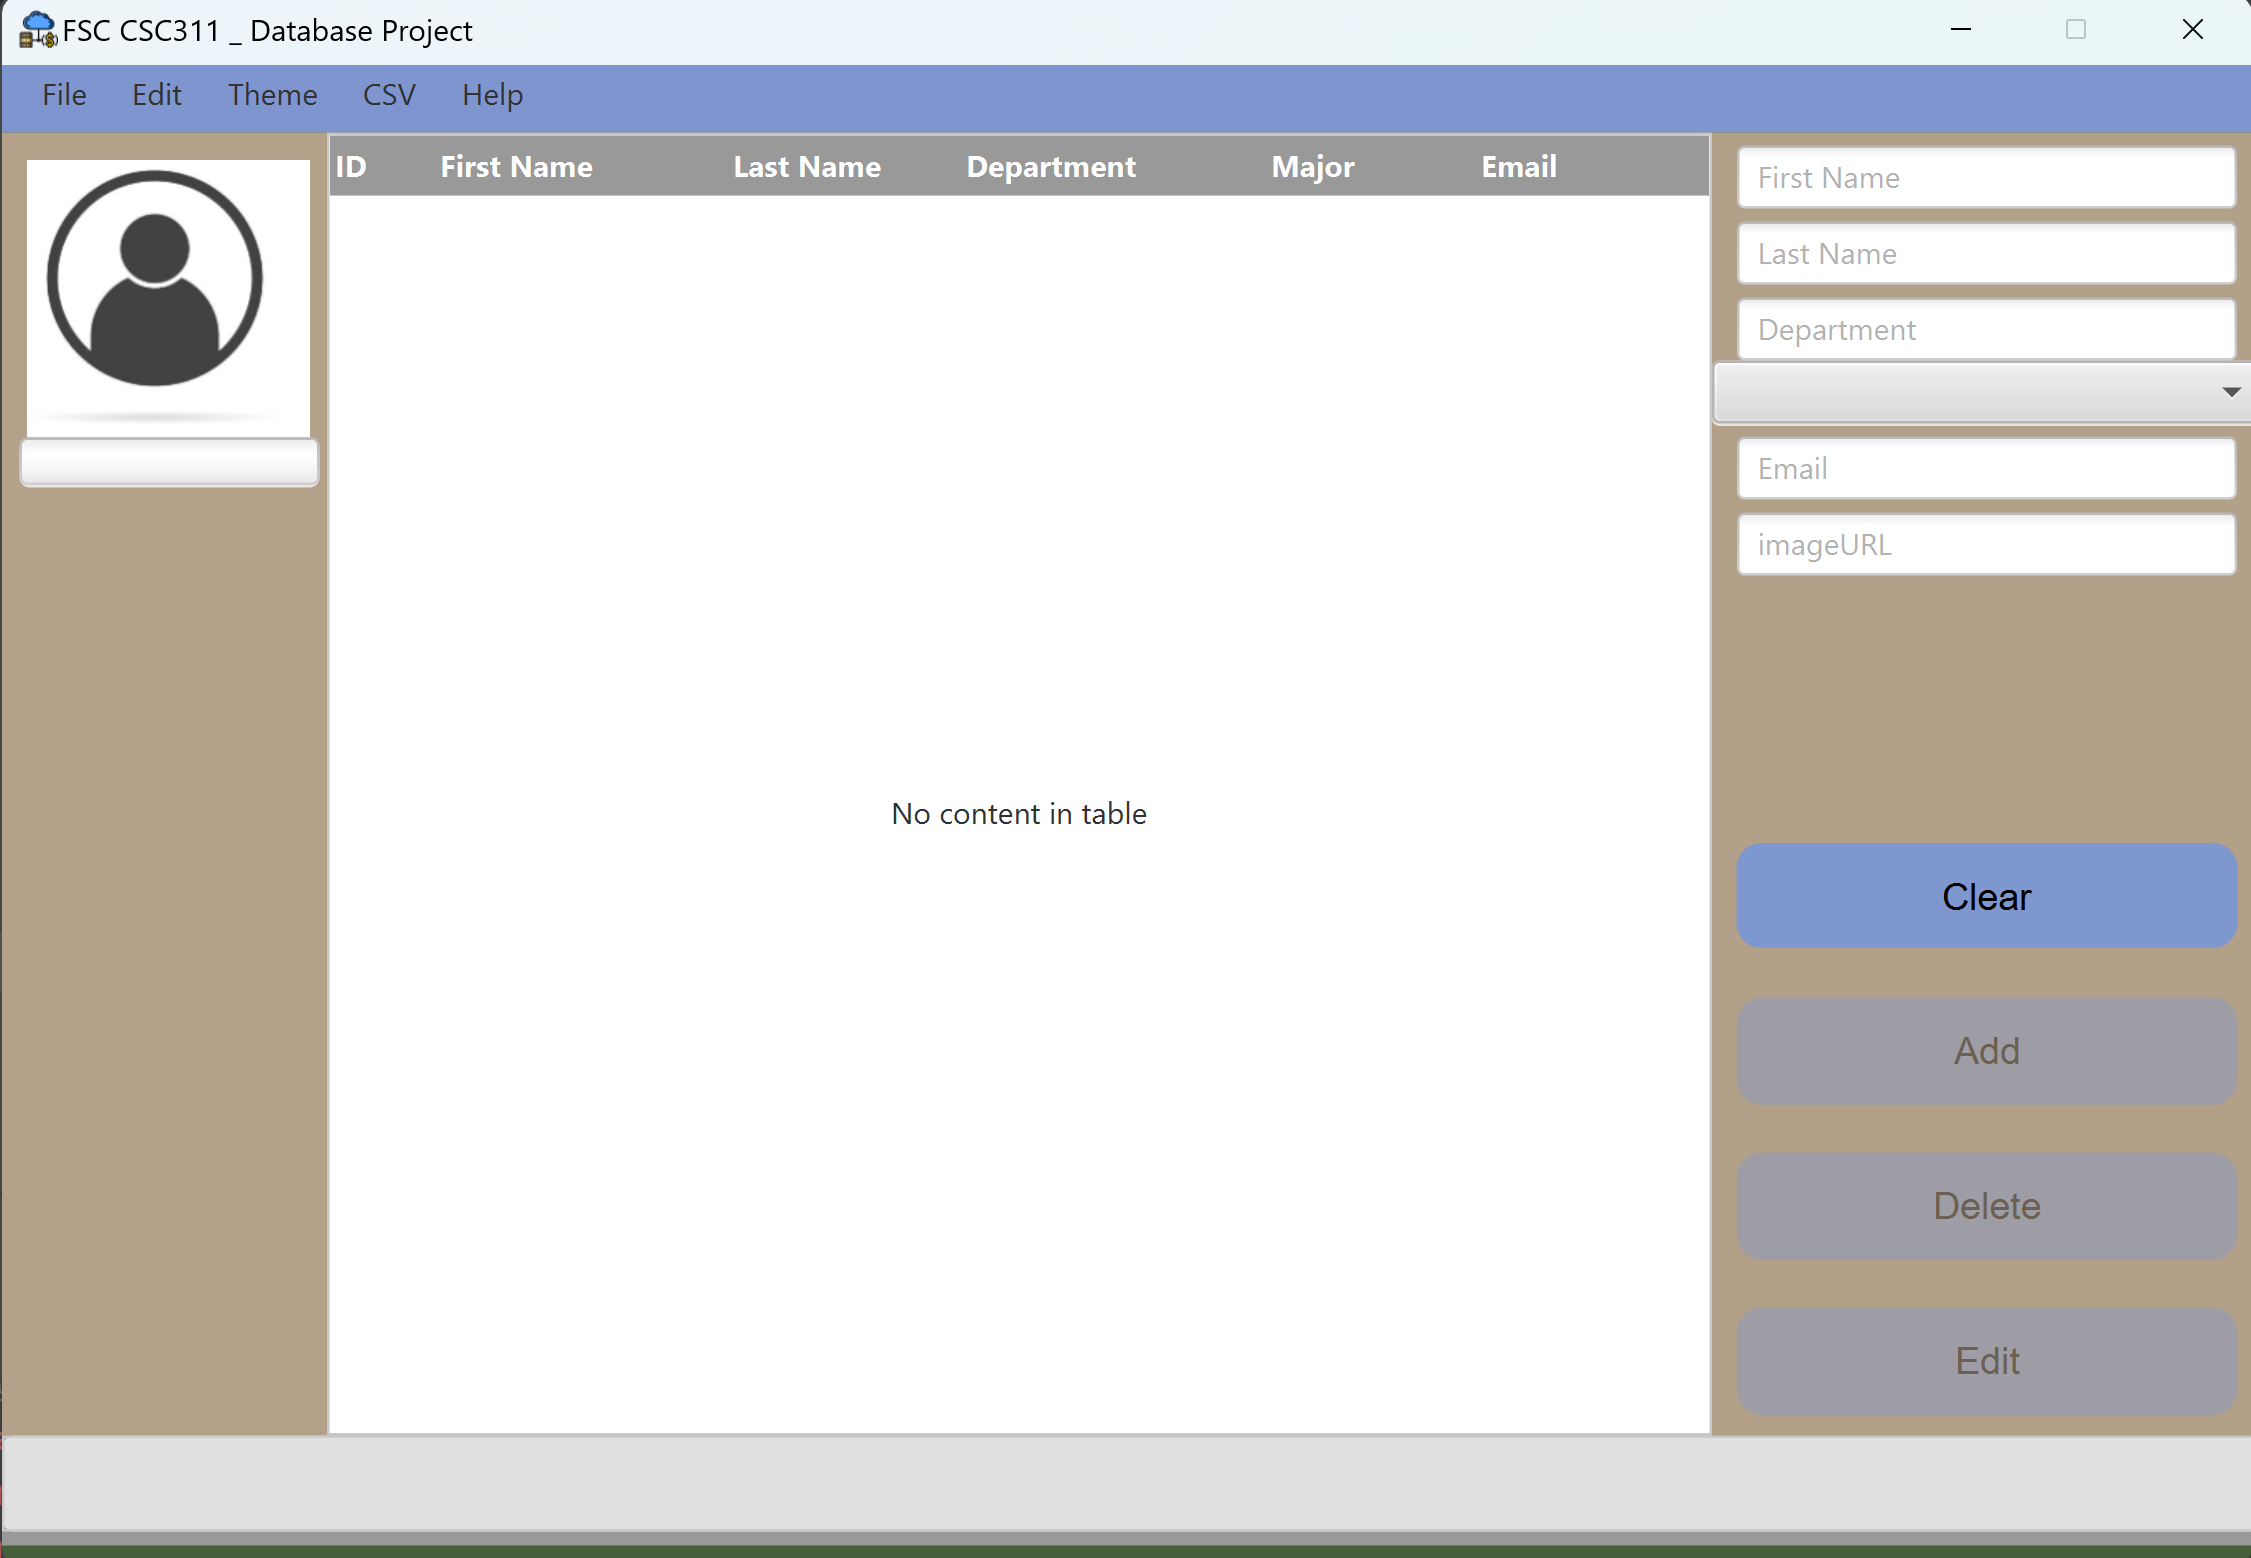 FSC CSC311 _ Database Project
File Edit Theme CSV Help
ID First Name Last Name Department Major Email
First Name
Last Name
Department
Email
imageURL
No content in table
Clear
Add
Delete
Edit